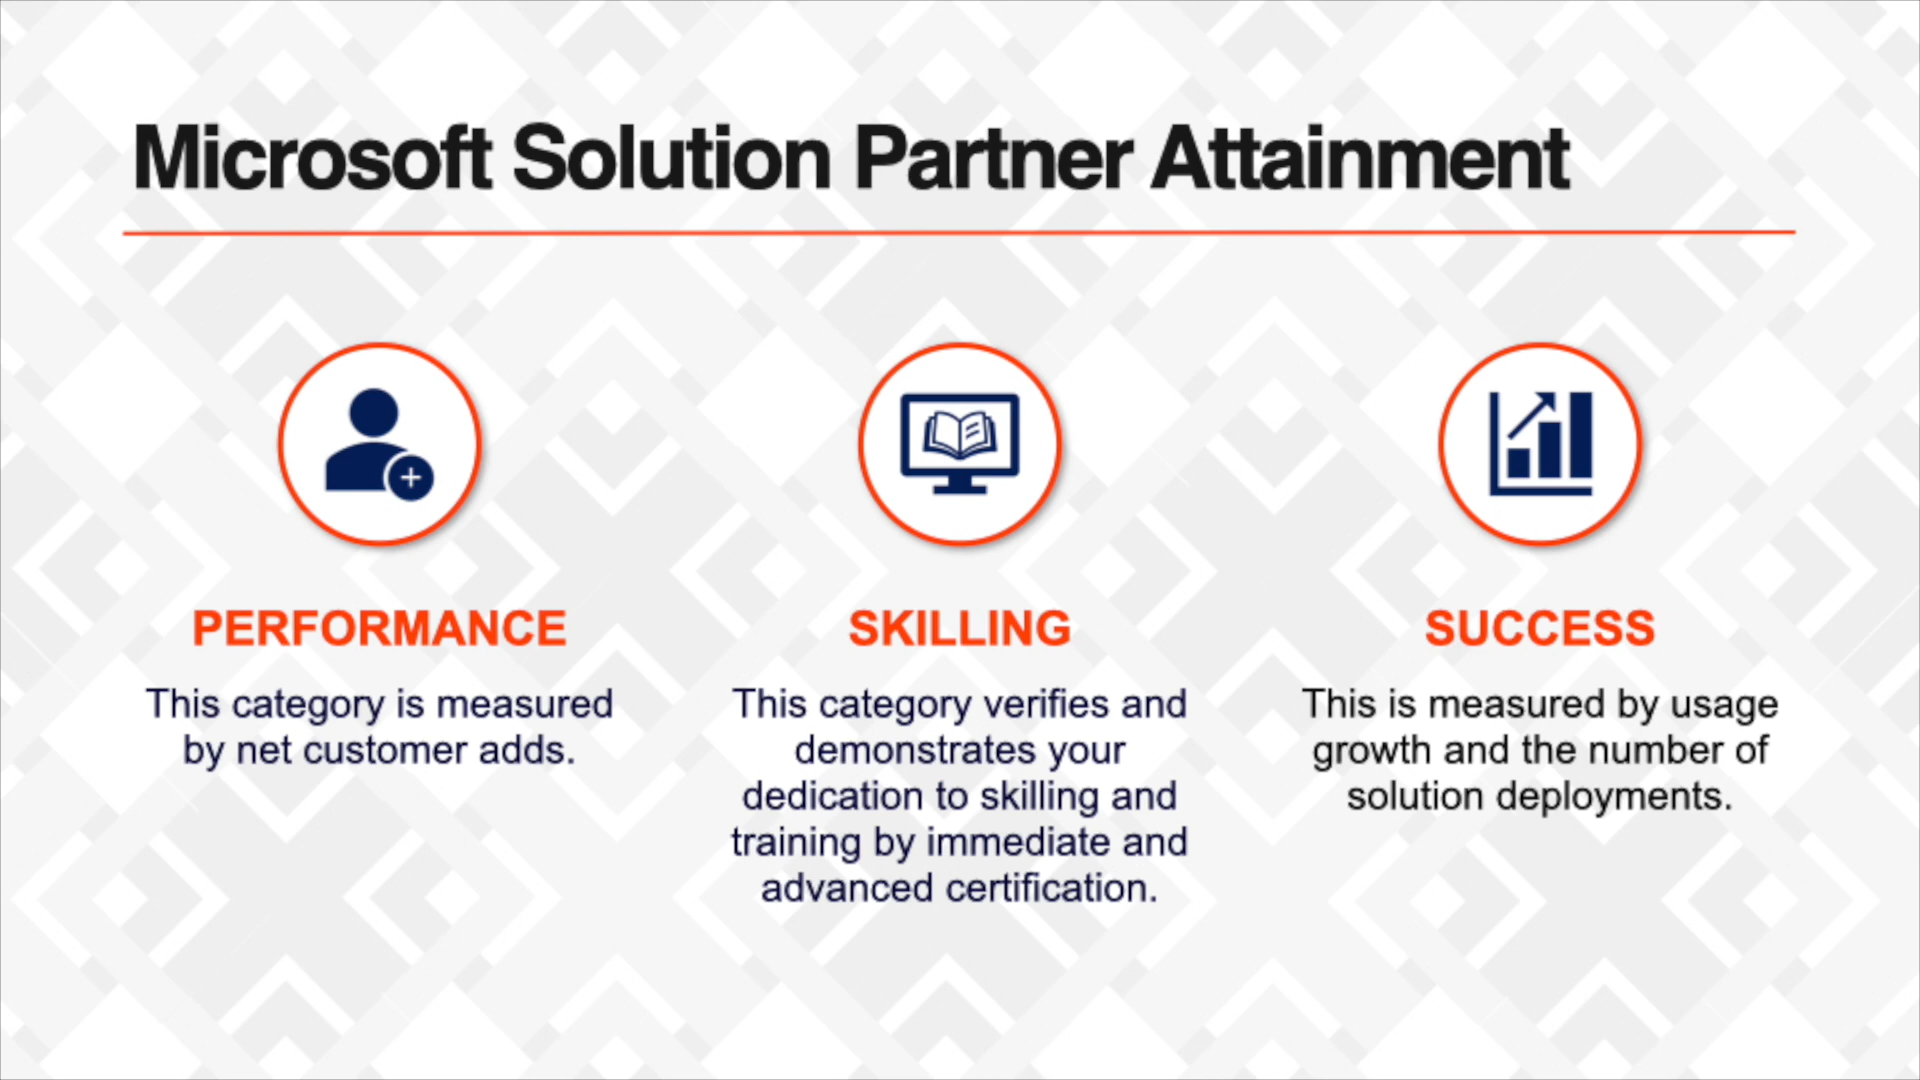 Microsoft Solution Partner Attainment
PERFORMANCE
This category is measured
by net customer adds.
SKILLING
This category verifies and
demonstrates your
dedication to skilling and
training by immediate and
advanced certification.
SUCCESS
This is measured by usage
growth and the number of
solution deployments.